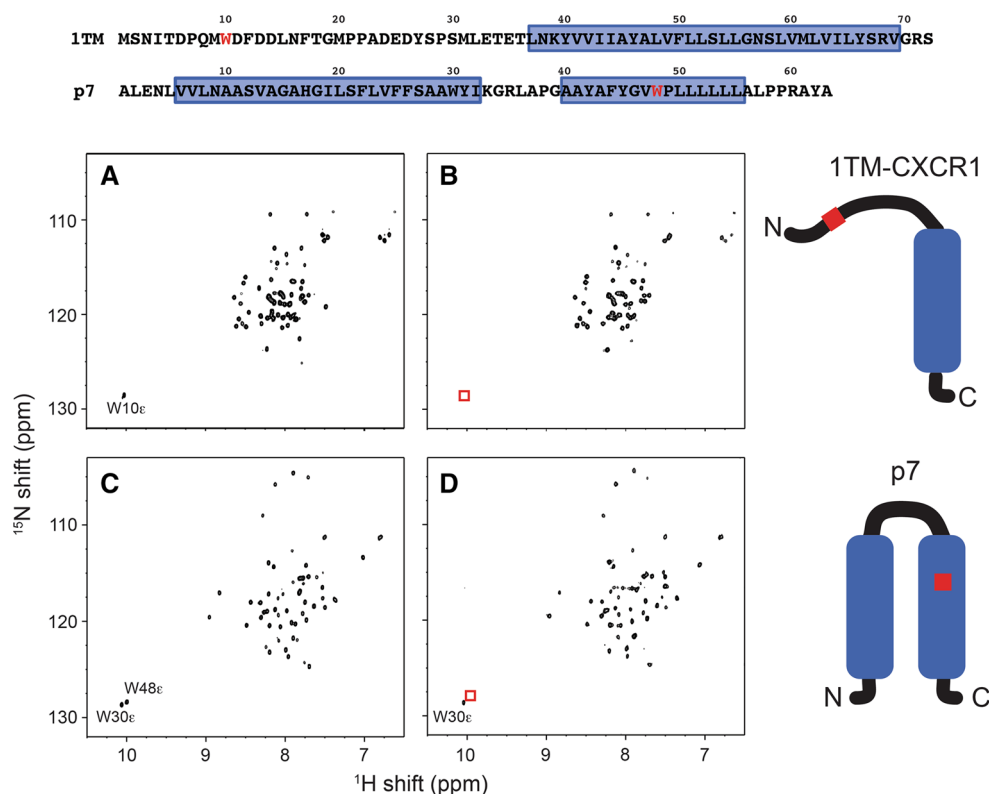 10 20 30 40 50 60 70
1TM MSNITDPQMWDFDDLNFTGMPPADEDYSPSMLETETLNKYVVIIAYALVFLLSLLGNSLVMLVILYSRVGRS
10 20 30 40 50 60
p7 ALENLVVLNAASVAGAHGILSFLVFFSAAWYIKGRLAPGAAYAFYGVWPLLLLLLALPPRAYA
A B
1TM-CXCR1
N
C
110
120
130
W10ε
C D
p7
N C
110
120
130
W48ε
W30ε
W30ε
10 9 8 7 10 9 8 7
¹⁵N shift (ppm)
¹H shift (ppm)